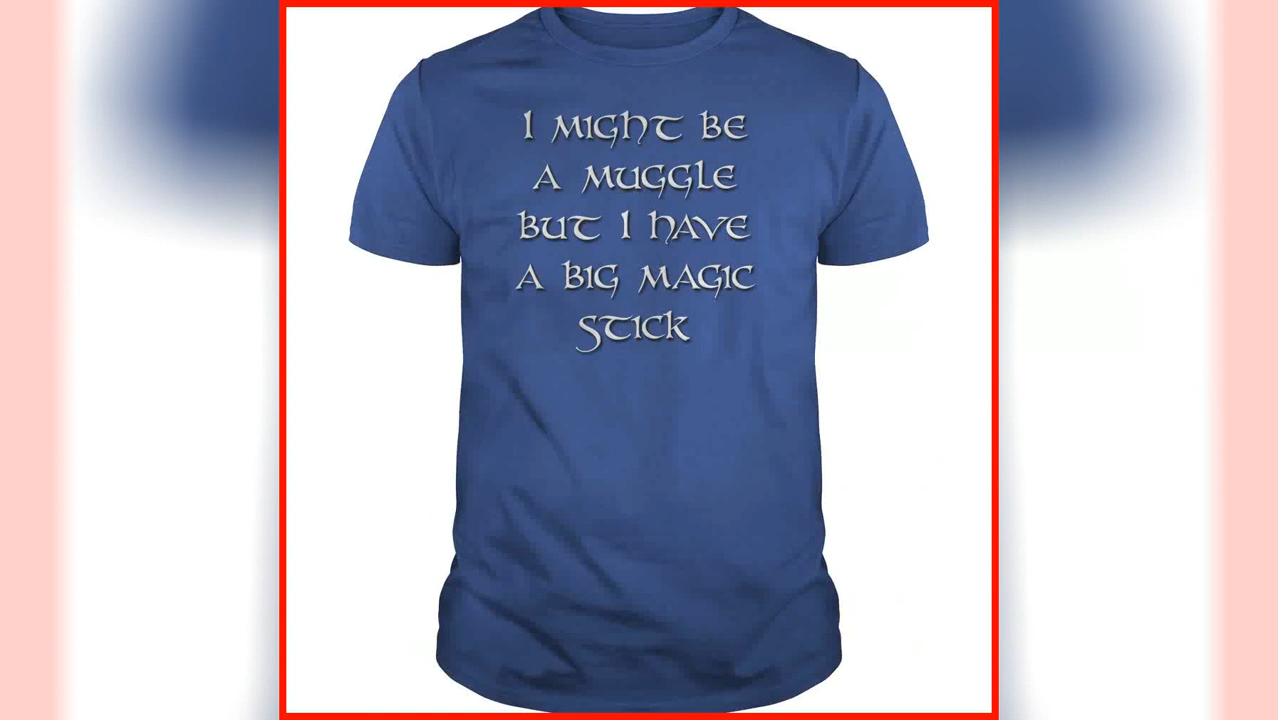 I MIGHT BE
A MUGGLE
BUT I HAVE
A BIG MAGIC
STICK